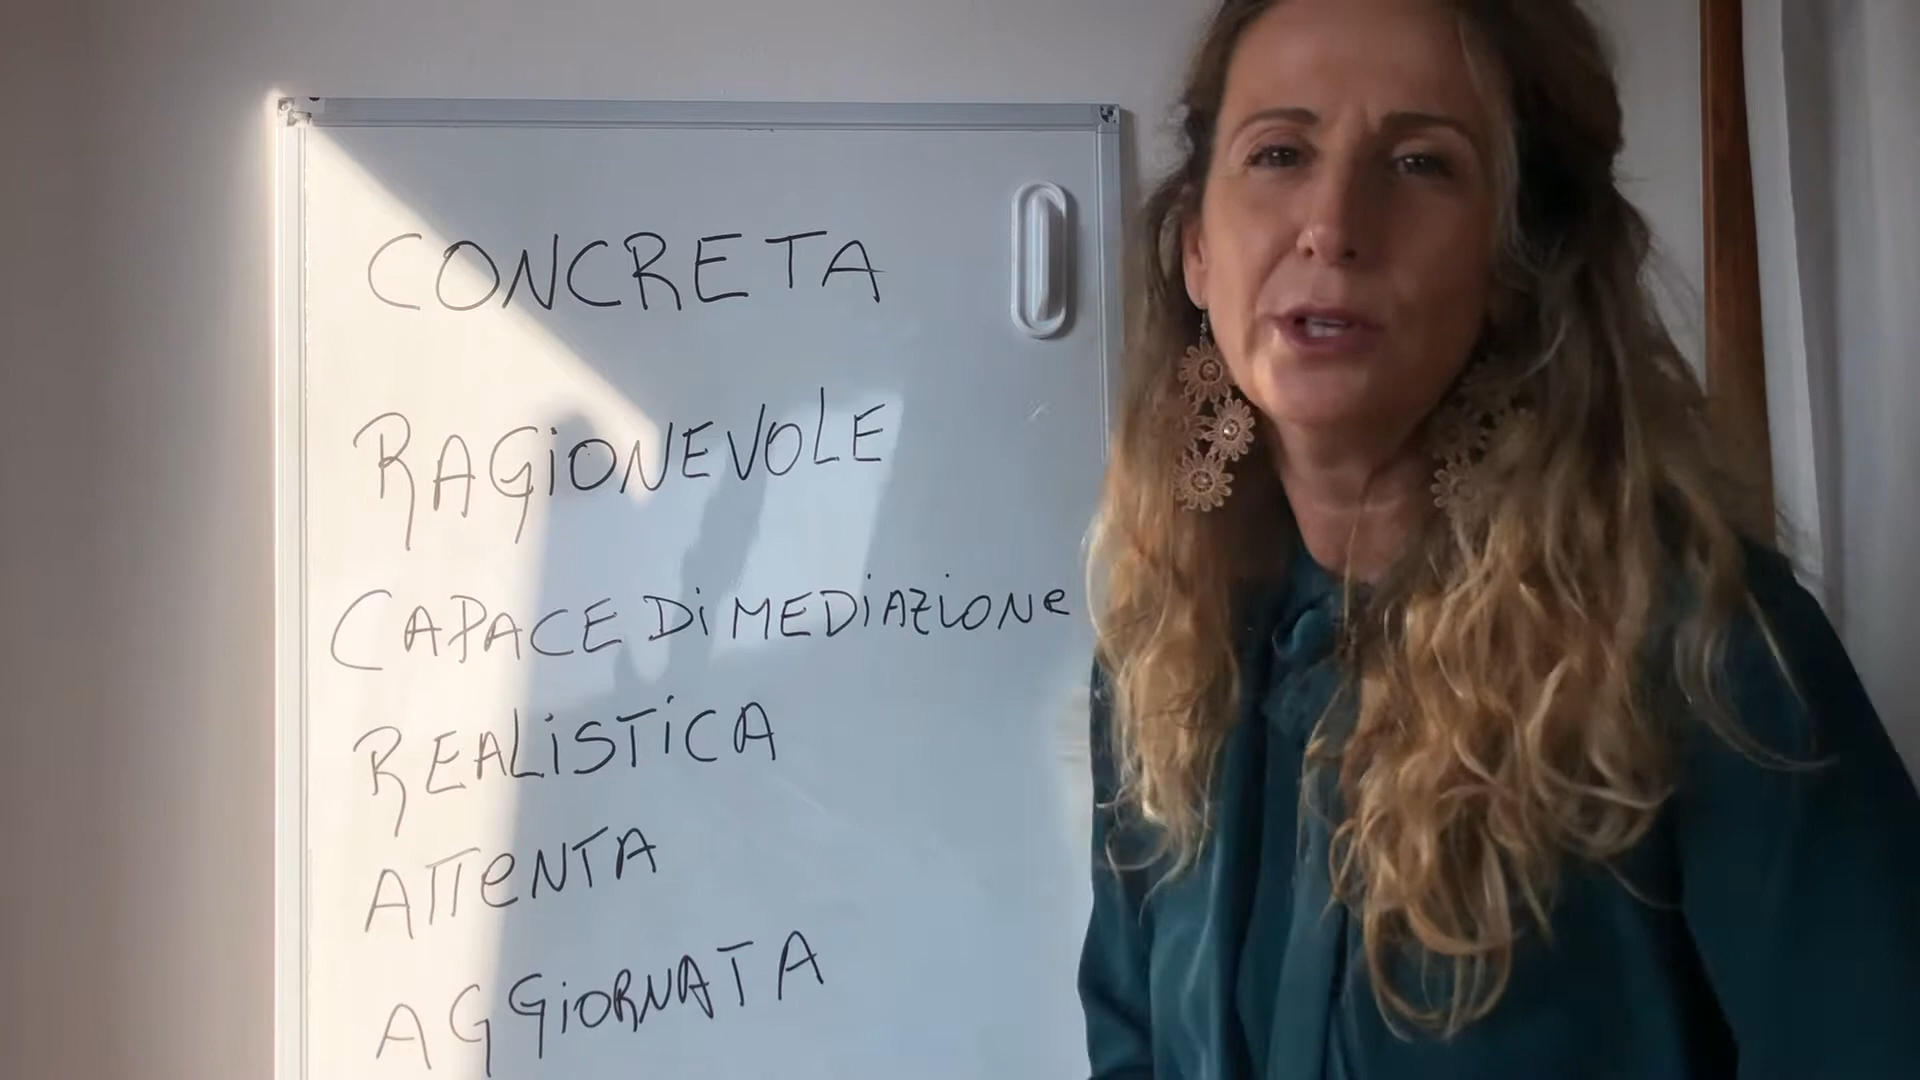 CONCRETA
RAGiONEVOLE
CAPACE Di MEDiAZiONe
REALiSTiCA
ATTeNTA
AGGiORNATA